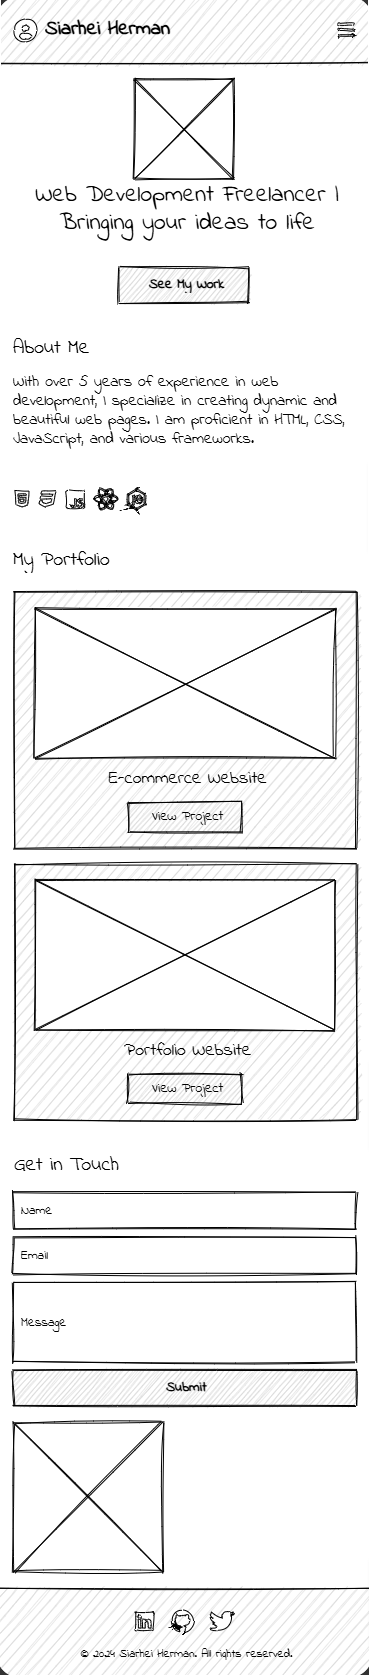 Siarhei Herman
Web Development Freelancer |
Bringing your ideas to life
See My Work
About Me
With over 5 years of experience in web
development, I specialize in creating dynamic and
beautiful web pages. I am proficient in HTML, CSS,
JavaScript, and various frameworks.
JS
My Portfolio
E-commerce Website
View Project
Portfolio Website
View Project
Get in Touch
Name
Email
Message
Submit
in
© 2024 Siarhei Herman. All rights reserved.